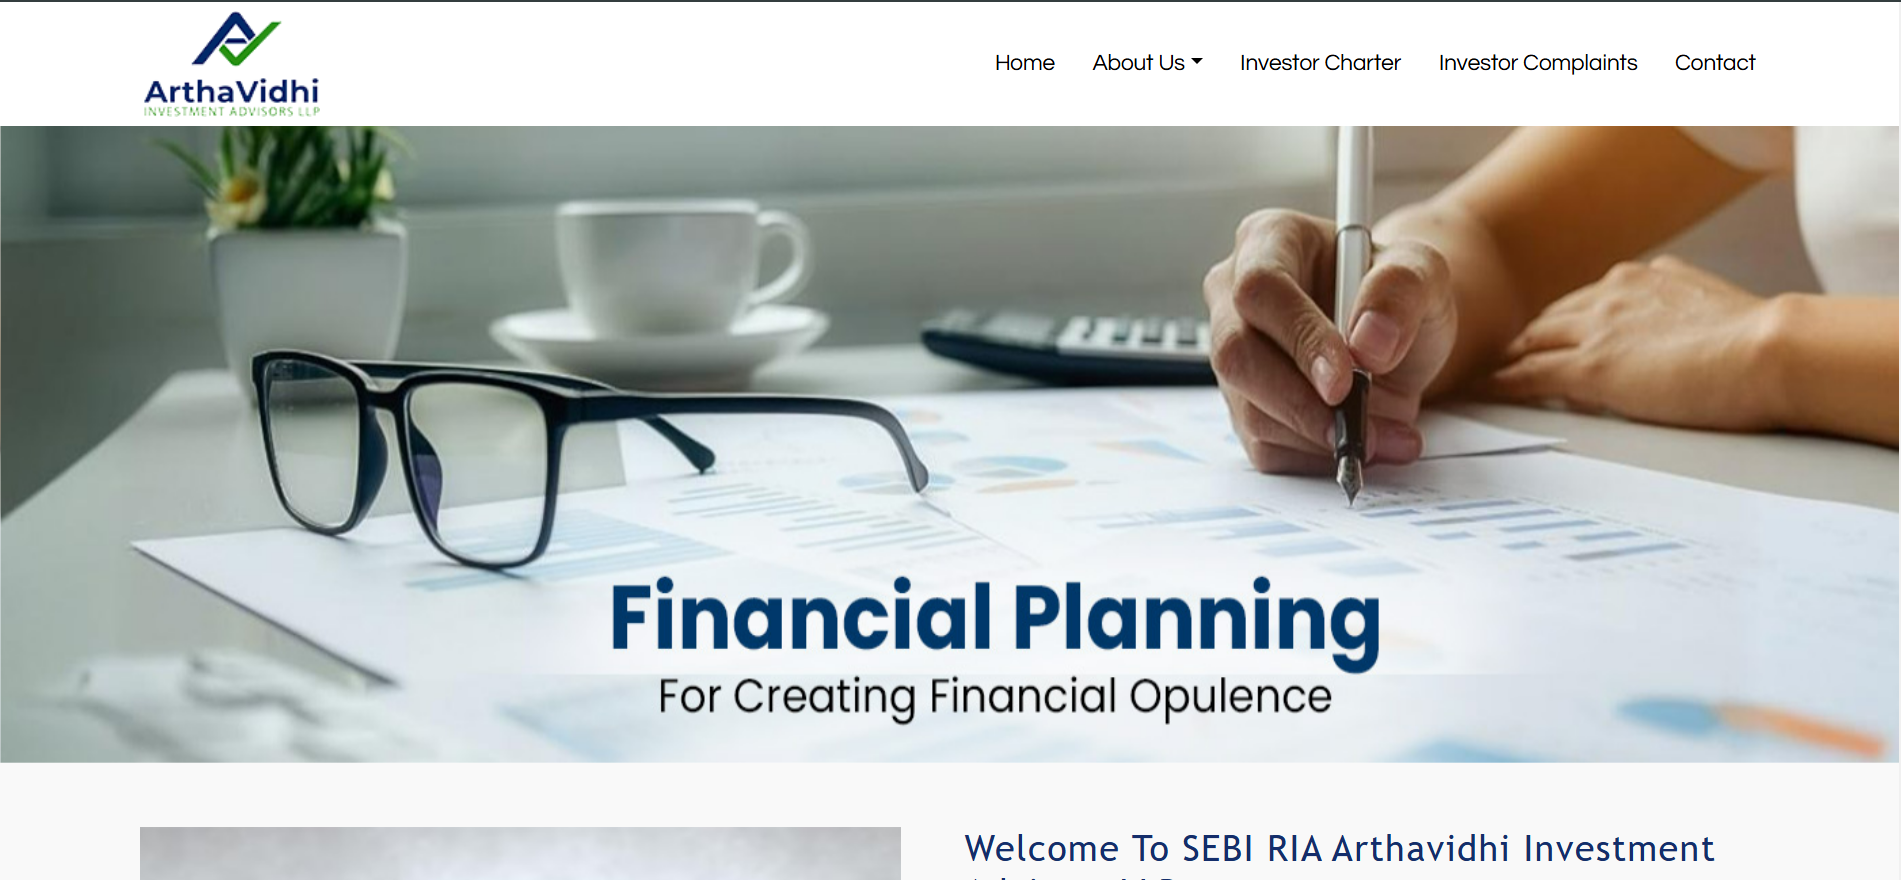 ArthaVidhi
INVESTMENT ADVISORS LLP
Home About Us Investor Charter Investor Complaints Contact
Financial Planning
For Creating Financial Opulence
Welcome To SEBI RIA Arthavidhi Investment